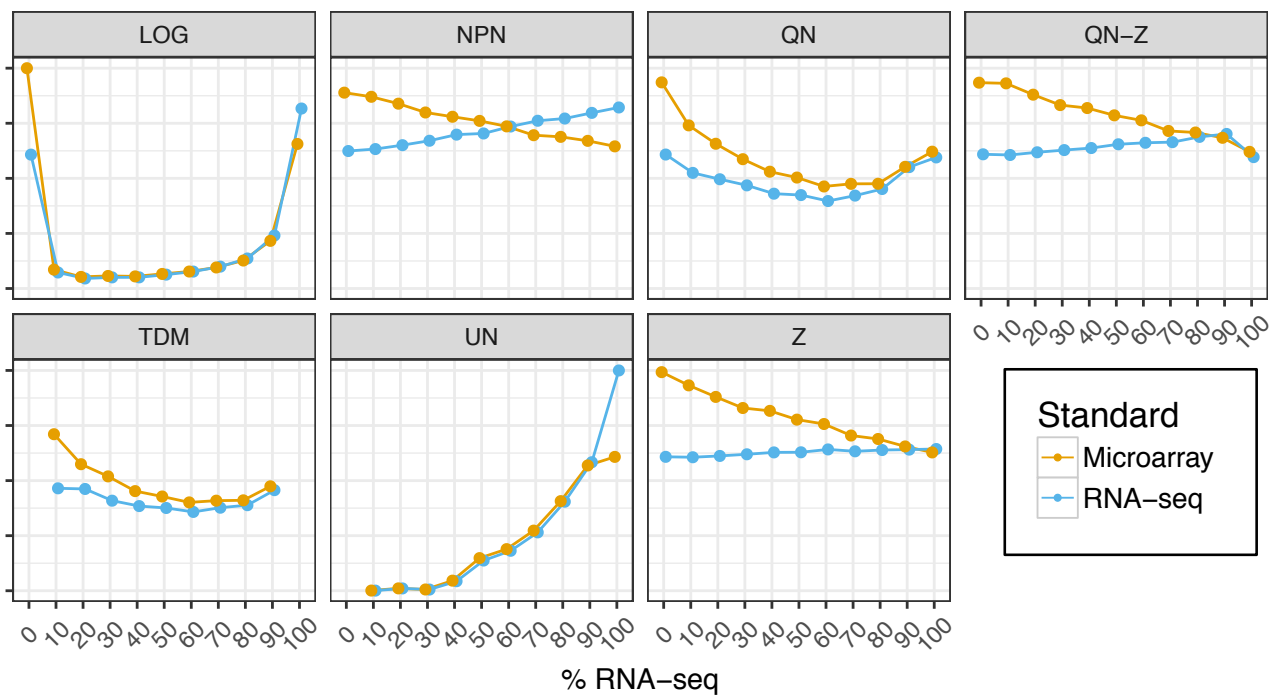 LOG NPN QN QN−Z
0 10 20 30 40 50 60 70 80 90 100
TDM UN Z
Standard
Microarray
RNA−seq
0 10 20 30 40 50 60 70 80 90 100 0 10 20 30 40 50 60 70 80 90 100 0 10 20 30 40 50 60 70 80 90 100
% RNA−seq